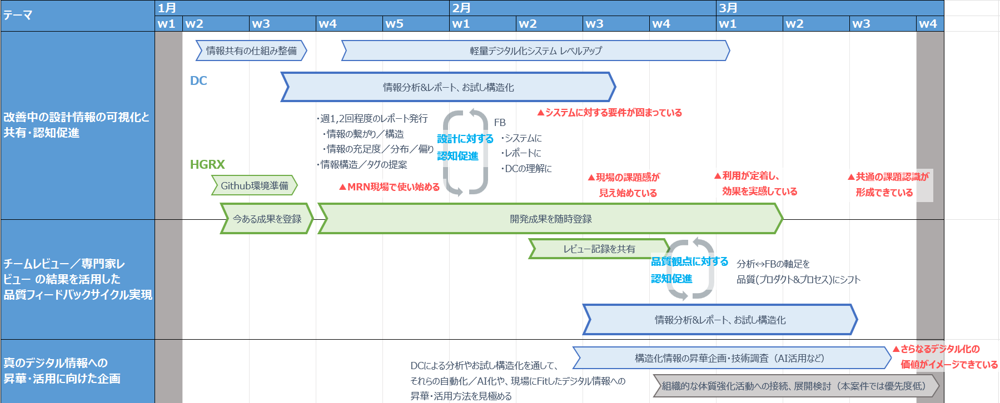 テーマ
1月
2月
3月
w1 w2 w3 w4 w5 w1 w2 w3 w4 w1 w2 w3 w4
改善中の設計情報の可視化と
共有・認知促進
情報共有の仕組み整備
軽量デジタル化システム レベルアップ
DC
情報分析&レポート、お試し構造化
▲システムに対する要件が固まっている
・週1,2回程度のレポート発行
・情報の繋がり／構造
・情報の充足度／分布／偏り
・情報構造／タグの提案
設計に対する
認知促進
FB
・システムに
・レポートに
・DCの理解に
HGRX
Github環境準備
▲MRN現場で使い始める
▲現場の課題感が
見え始めている
▲利用が定着し、
効果を実感している
▲共通の課題認識が
形成できている
今ある成果を登録
開発成果を随時登録
チームレビュー／専門家レ
ビュー の結果を活用した
品質フィードバックサイクル実現
レビュー記録を共有
品質観点に対する
認知促進
分析↔FBの軸足を
品質(プロダクト&プロセス)にシフト
情報分析&レポート、お試し構造化
真のデジタル情報への
昇華・活用に向けた企画
構造化情報の昇華企画・技術調査（AI活用など）
▲さらなるデジタル化の
価値がイメージできている
DCによる分析やお試し構造化を通して、
それらの自動化／AI化や、現場にFitしたデジタル情報への
昇華・活用方法を見極める
組織的な体質強化活動への接続、展開検討（本案件では優先度低）